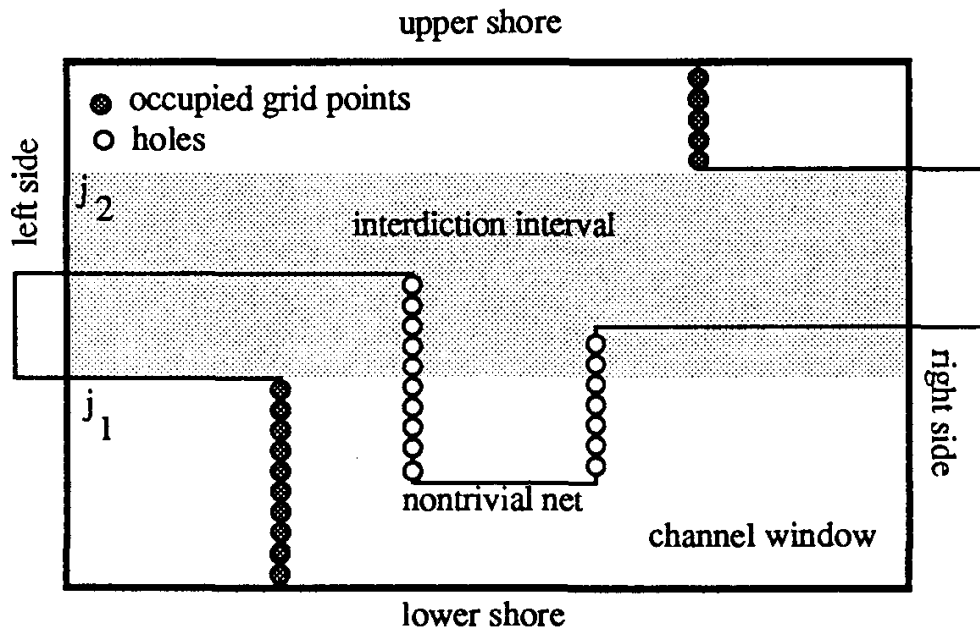 upper shore
occupied grid points
holes
left side
j2
interdiction interval
j1
right side
nontrivial net
channel window
lower shore